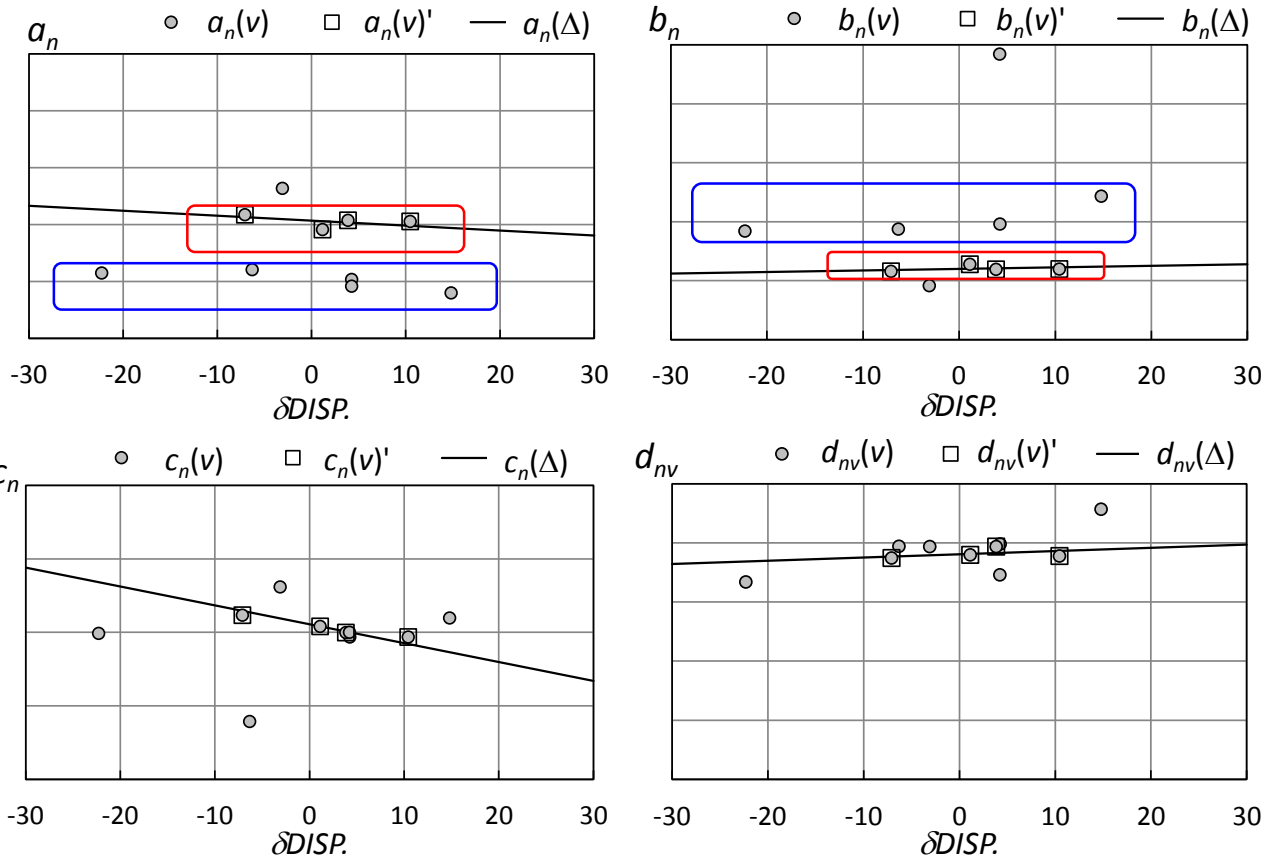 a_n a_n(v) a_n(v)' a_n(Δ)
-30 -20 -10 0 10 20 30
δDISP.
b_n b_n(v) b_n(v)' b_n(Δ)
-30 -20 -10 0 10 20 30
δDISP.
c_n c_n(v) c_n(v)' c_n(Δ)
-30 -20 -10 0 10 20 30
δDISP.
d_nv d_nv(v) d_nv(v)' d_nv(Δ)
-30 -20 -10 0 10 20 30
δDISP.